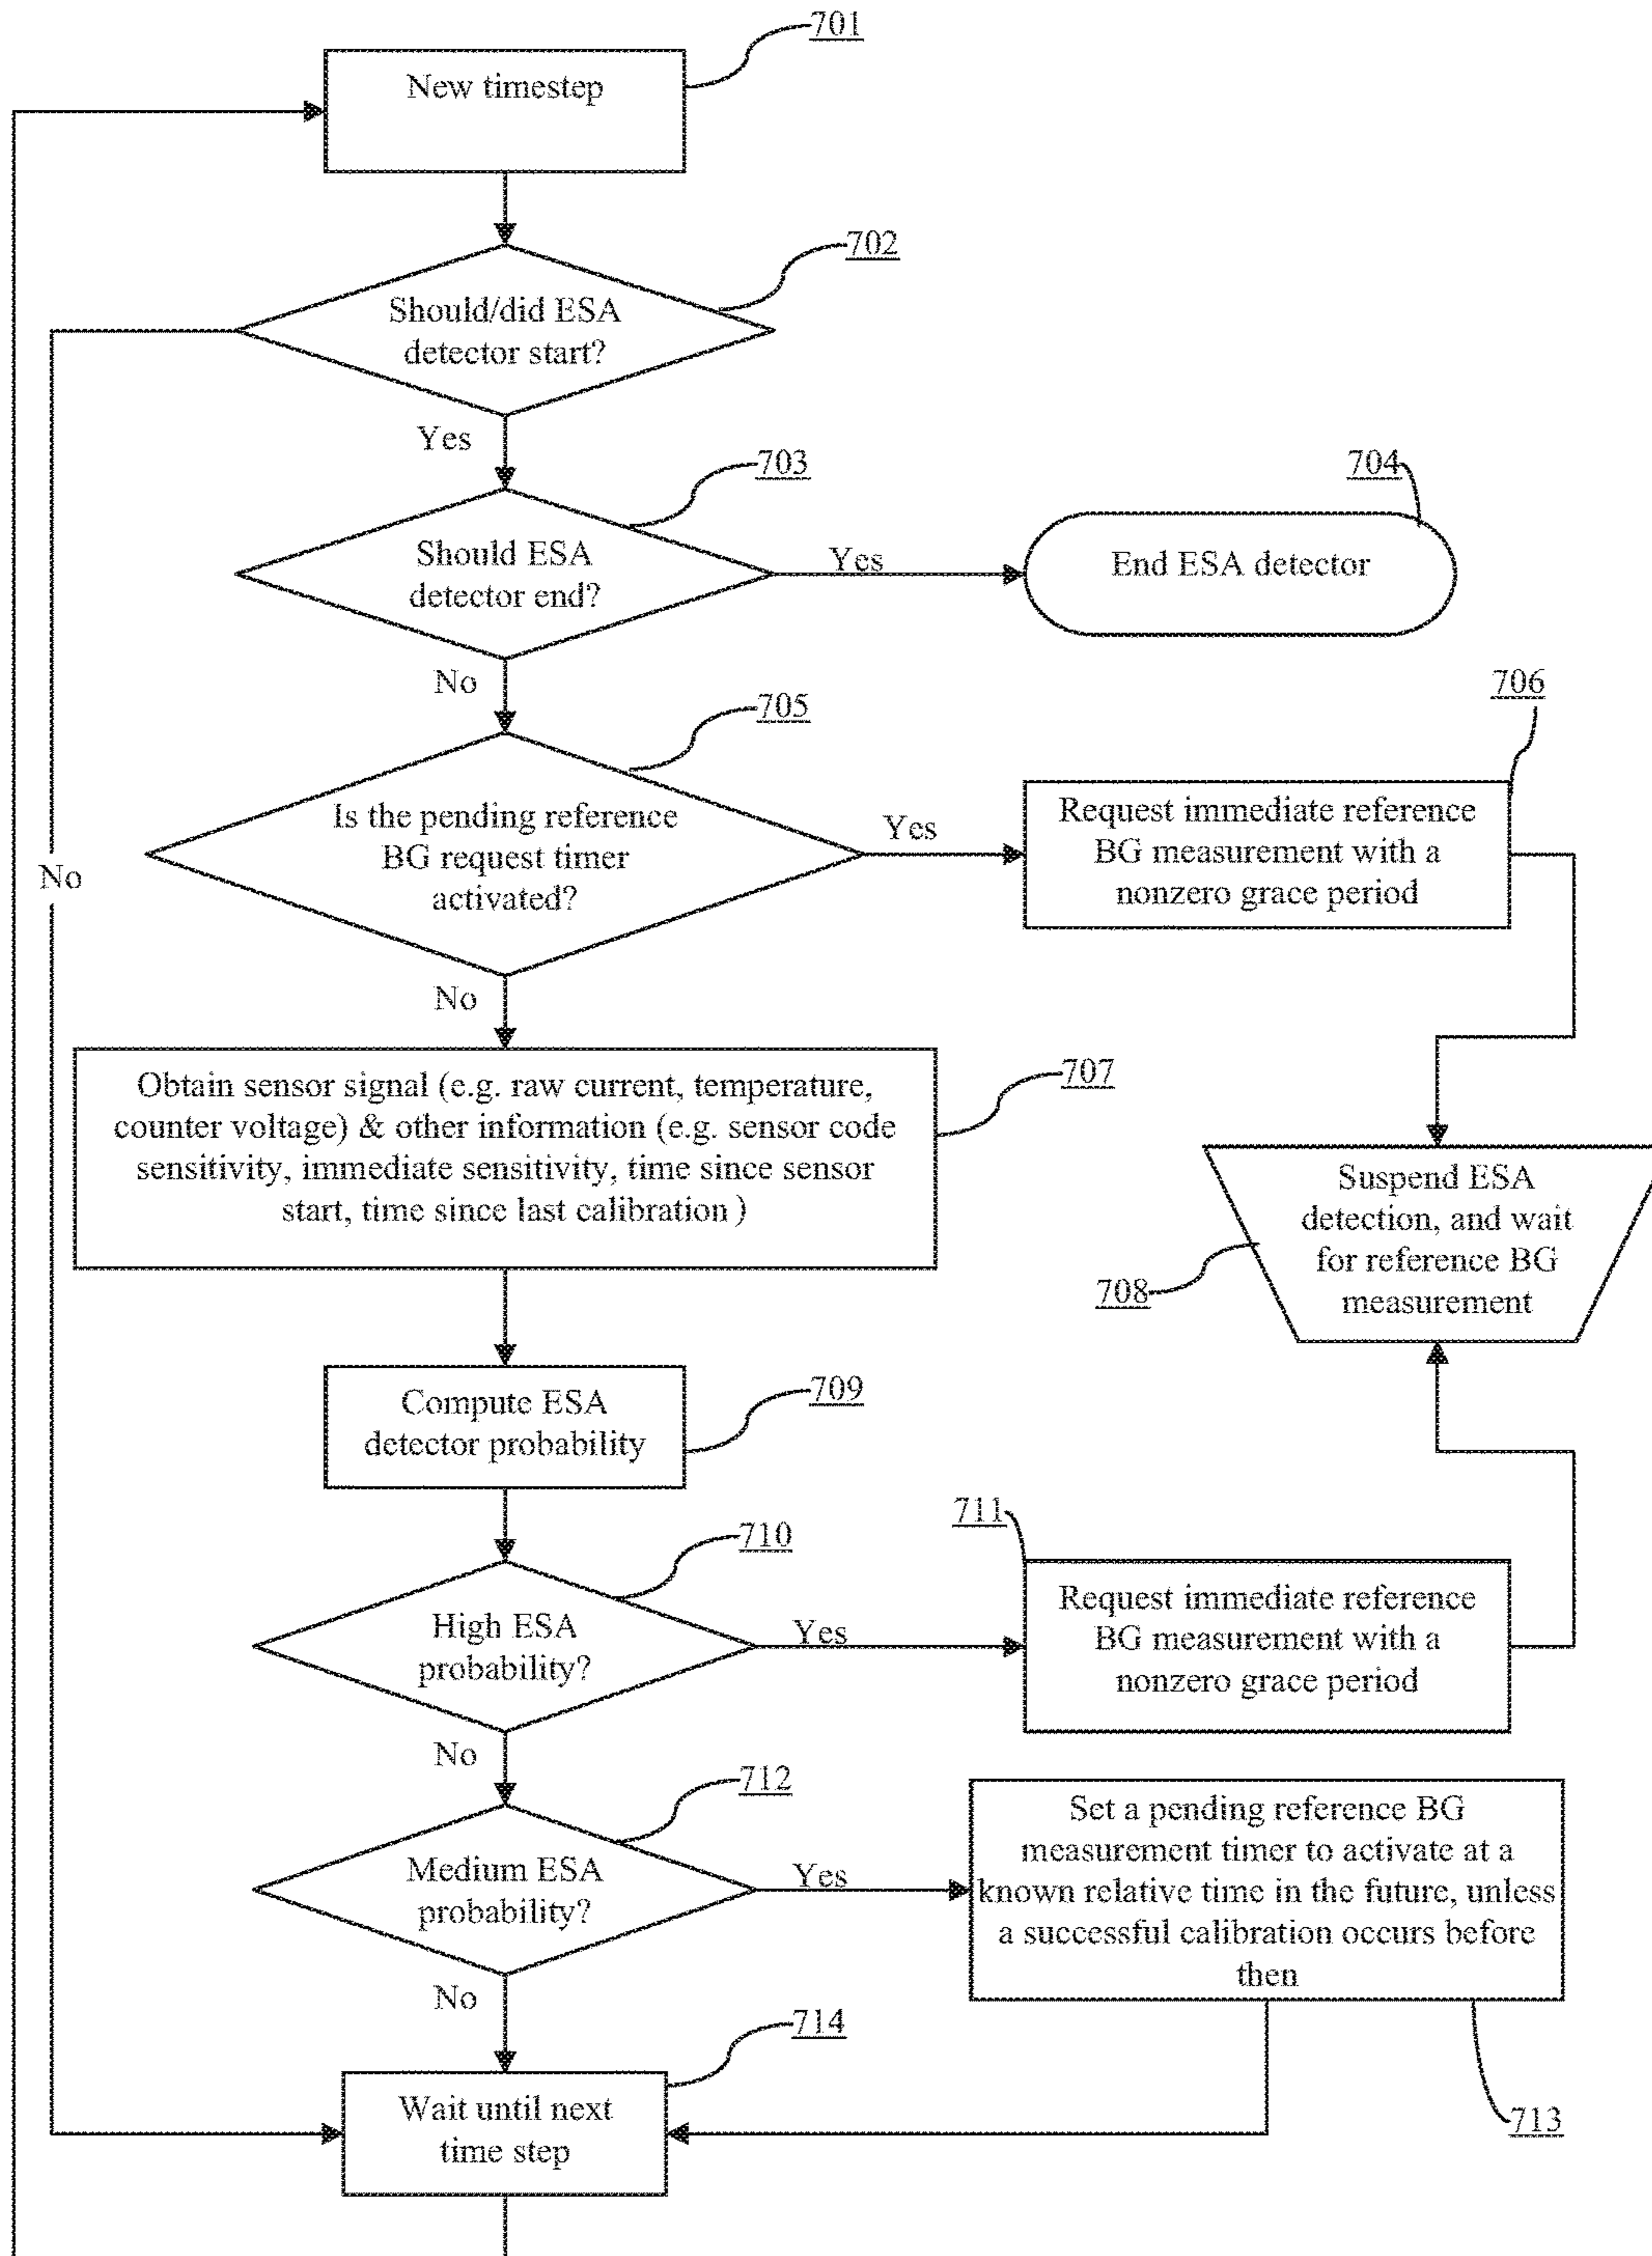 701
New timestep
702
Should/did ESA
detector start?
Yes
703
704
Should ESA
detector end?
Yes
End ESA detector
No
705
706
Is the pending reference
BG request timer
activated?
Yes
Request immediate reference
BG measurement with a
nonzero grace period
No
No
707
Obtain sensor signal (e.g. raw current, temperature,
counter voltage) & other information (e.g. sensor code
sensitivity, immediate sensitivity, time since sensor
start, time since last calibration )
Suspend ESA
detection, and wait
for reference BG
measurement
708
709
Compute ESA
detector probability
710
711
High ESA
probability?
Yes
Request immediate reference
BG measurement with a
nonzero grace period
No
712
Medium ESA
probability?
Yes
Set a pending reference BG
measurement timer to activate at a
known relative time in the future, unless
a successful calibration occurs before
then
No
714
Wait until next
time step
713